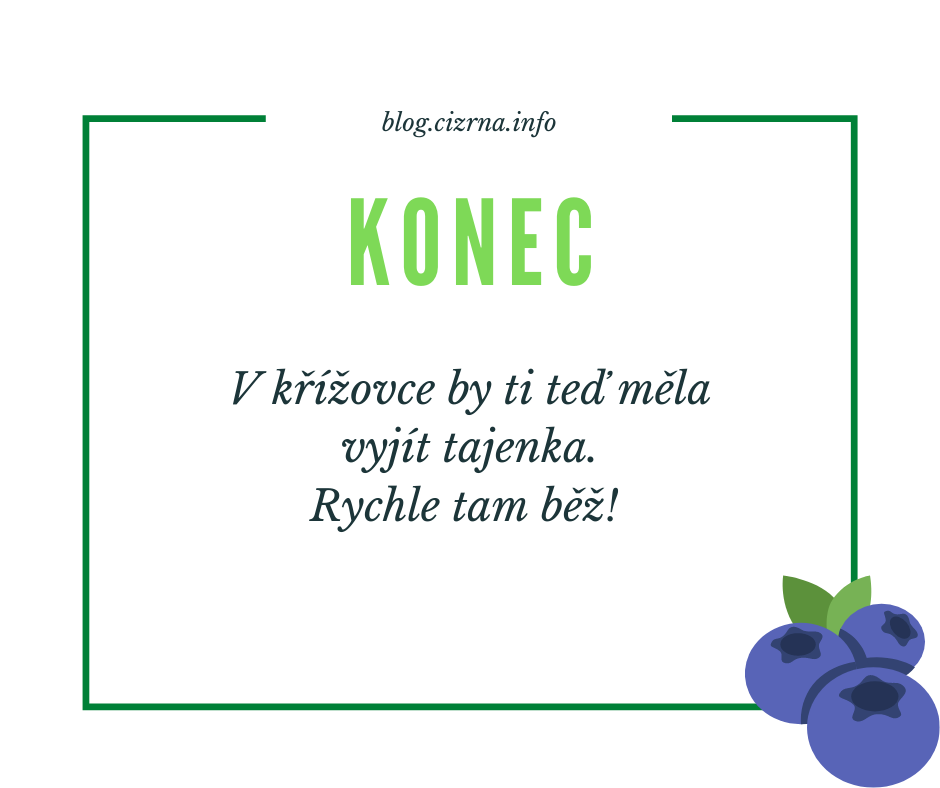 blog.cizrna.info
KONEC
V křížovce by ti teď měla
vyjít tajenka.
Rychle tam běž!